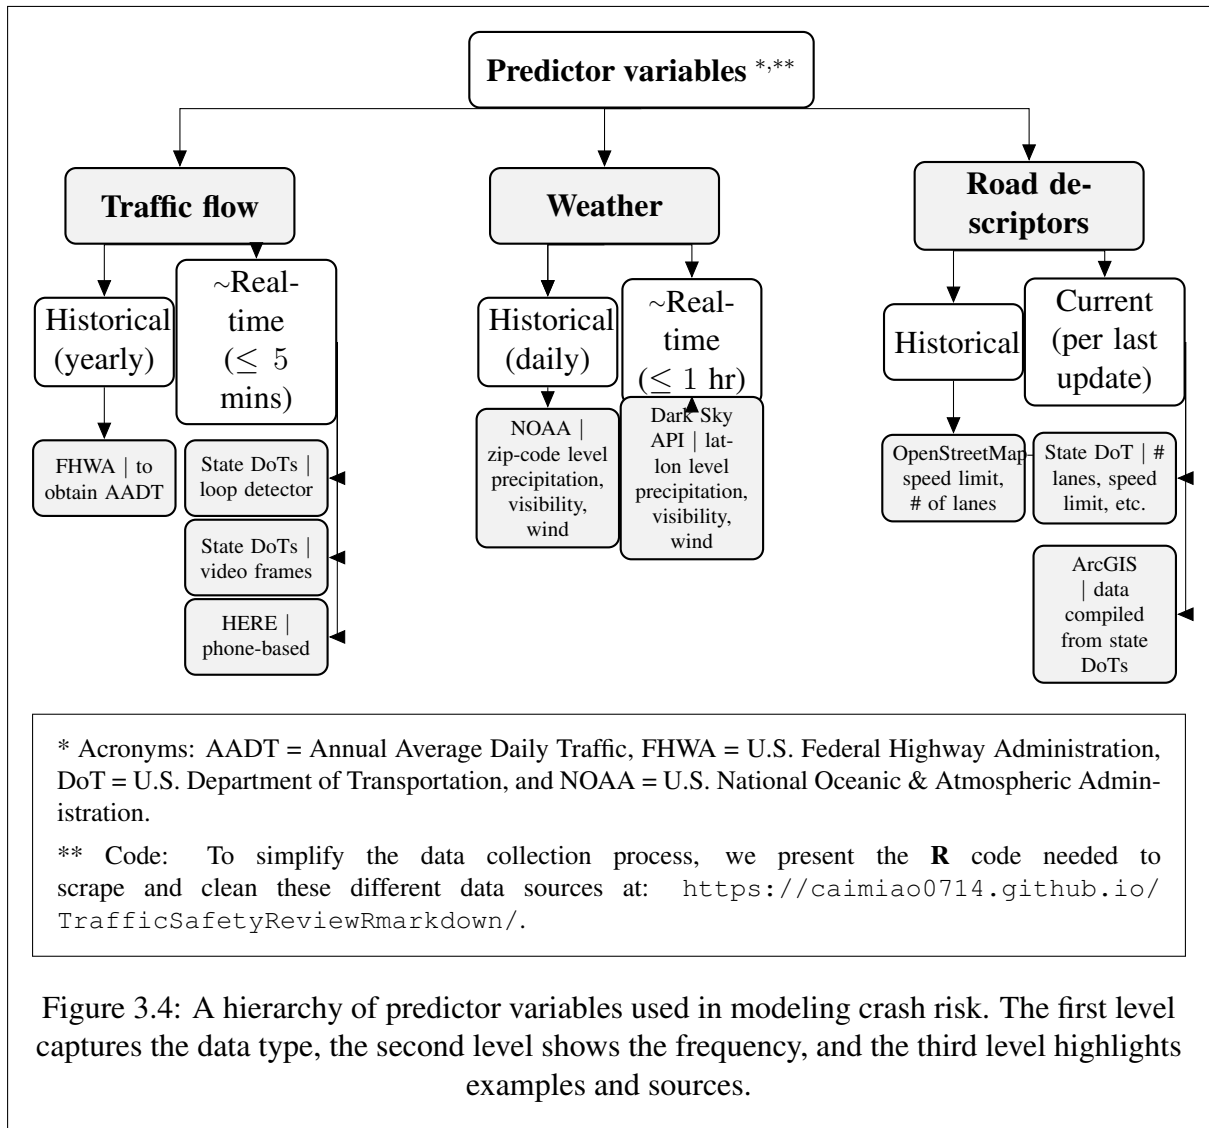 Predictor variables *,**
Traffic flow
Weather
Road de-
scriptors
Historical
(yearly)
~Real-
time
(≤ 5
mins)
Historical
(daily)
~Real-
time
(≤ 1 hr)
Historical
Current
(per last
update)
FHWA | to
obtain AADT
State DoTs |
loop detector
State DoTs |
video frames
HERE |
phone-based
NOAA |
zip-code level
precipitation,
visibility,
wind
Dark Sky
API | lat-
lon level
precipitation,
visibility,
wind
OpenStreetMap-
speed limit,
# of lanes
State DoT | #
lanes, speed
limit, etc.
ArcGIS
| data
compiled
from state
DoTs
* Acronyms: AADT = Annual Average Daily Traffic, FHWA = U.S. Federal Highway Administration,
DoT = U.S. Department of Transportation, and NOAA = U.S. National Oceanic & Atmospheric Admin-
istration.
** Code: To simplify the data collection process, we present the R code needed to
scrape and clean these different data sources at: https://caimiao0714.github.io/
TrafficSafetyReviewRmarkdown/.
Figure 3.4: A hierarchy of predictor variables used in modeling crash risk. The first level
captures the data type, the second level shows the frequency, and the third level highlights
examples and sources.